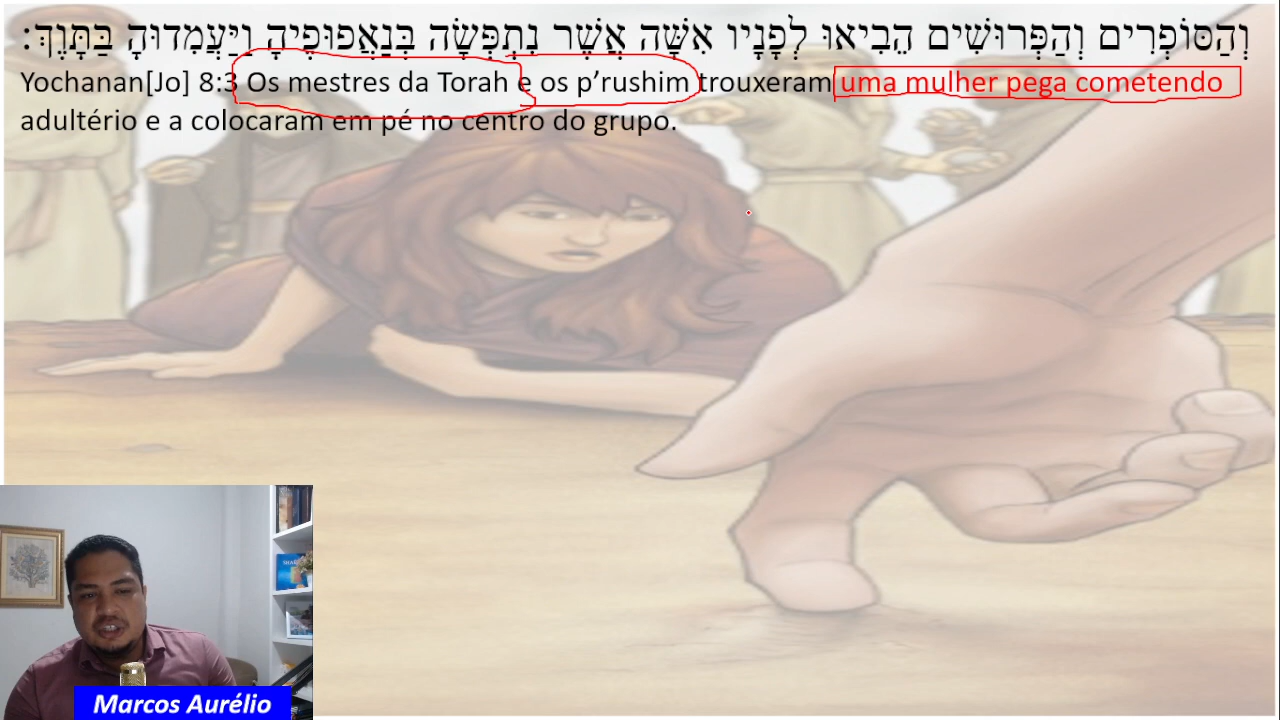 וְהַסּוֹפְרִים וְהַפְּרוּשִׁים הֵבִיאוּ לְפָנָיו אִשָּׁה אֲשֶׁר נִתְפְּשָׂה בְּנַאֲפוּפֶיהָ וַיַּעֲמִדוּהָ בַּתָּוֶךְ׃
Yochanan[Jo] 8:3 Os mestres da Torah e os p’rushim trouxeram uma mulher pega cometendo
adultério e a colocaram em pé no centro do grupo.
Marcos Aurélio